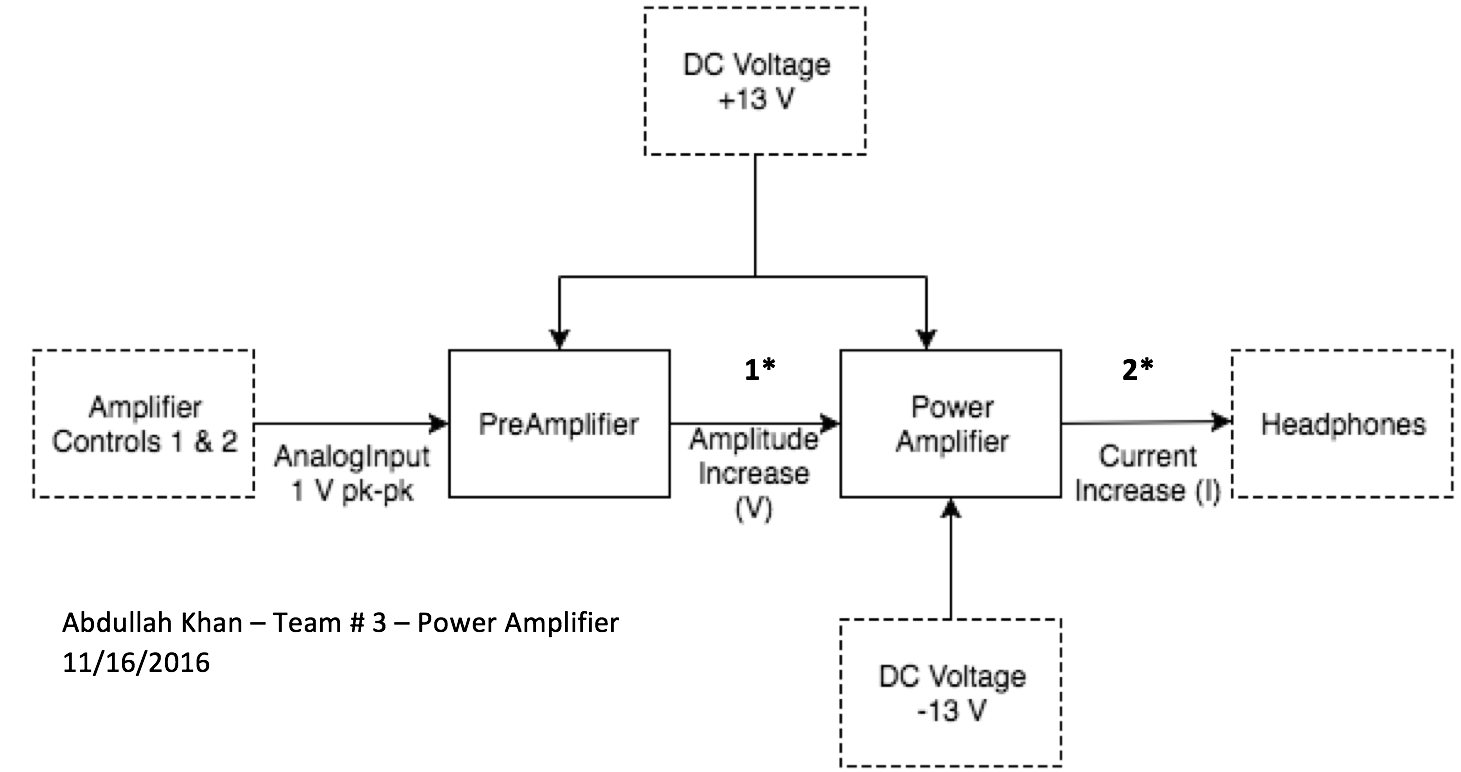 DC Voltage
+13 V
Amplifier
Controls 1 & 2
AnalogInput
1 V pk-pk
PreAmplifier
1*
Amplitude
Increase
(V)
Power
Amplifier
2*
Current
Increase (I)
Headphones
Abdullah Khan – Team # 3 – Power Amplifier
11/16/2016
DC Voltage
-13 V